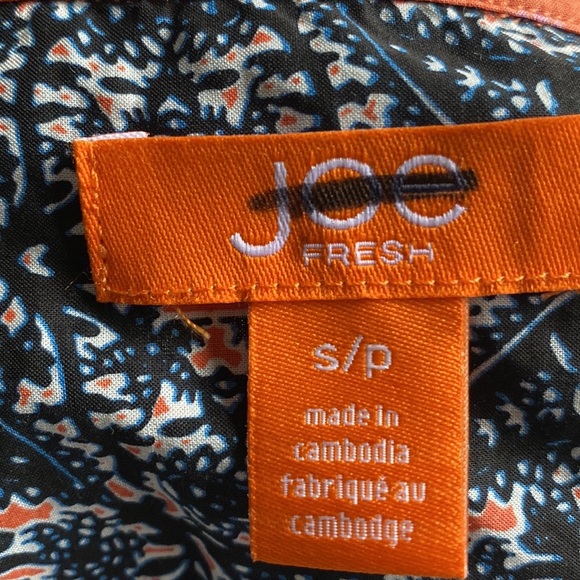 JOe
FRESH
s/p
made in
cambodia
fabriqué au
cambodge